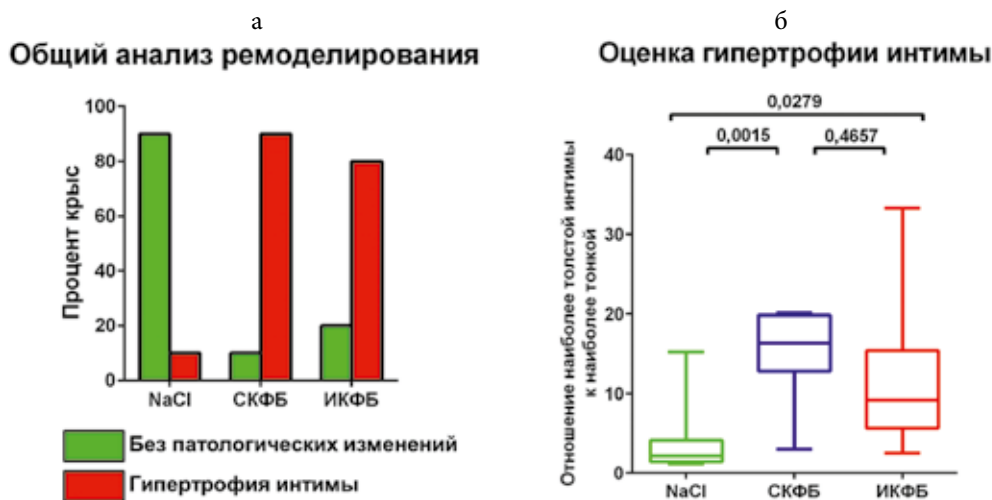 а
Общий анализ ремоделирования
Процент крыс
100
80
60
40
20
0
NaCl
СКФБ
ИКФБ
Без патологических изменений
Гипертрофия интимы
б
Оценка гипертрофии интимы
0,0279
0,0015
0,4657
Отношение наиболее толстой интимы
к наиболее тонкой
40
30
20
10
0
NaCl
СКФБ
ИКФБ